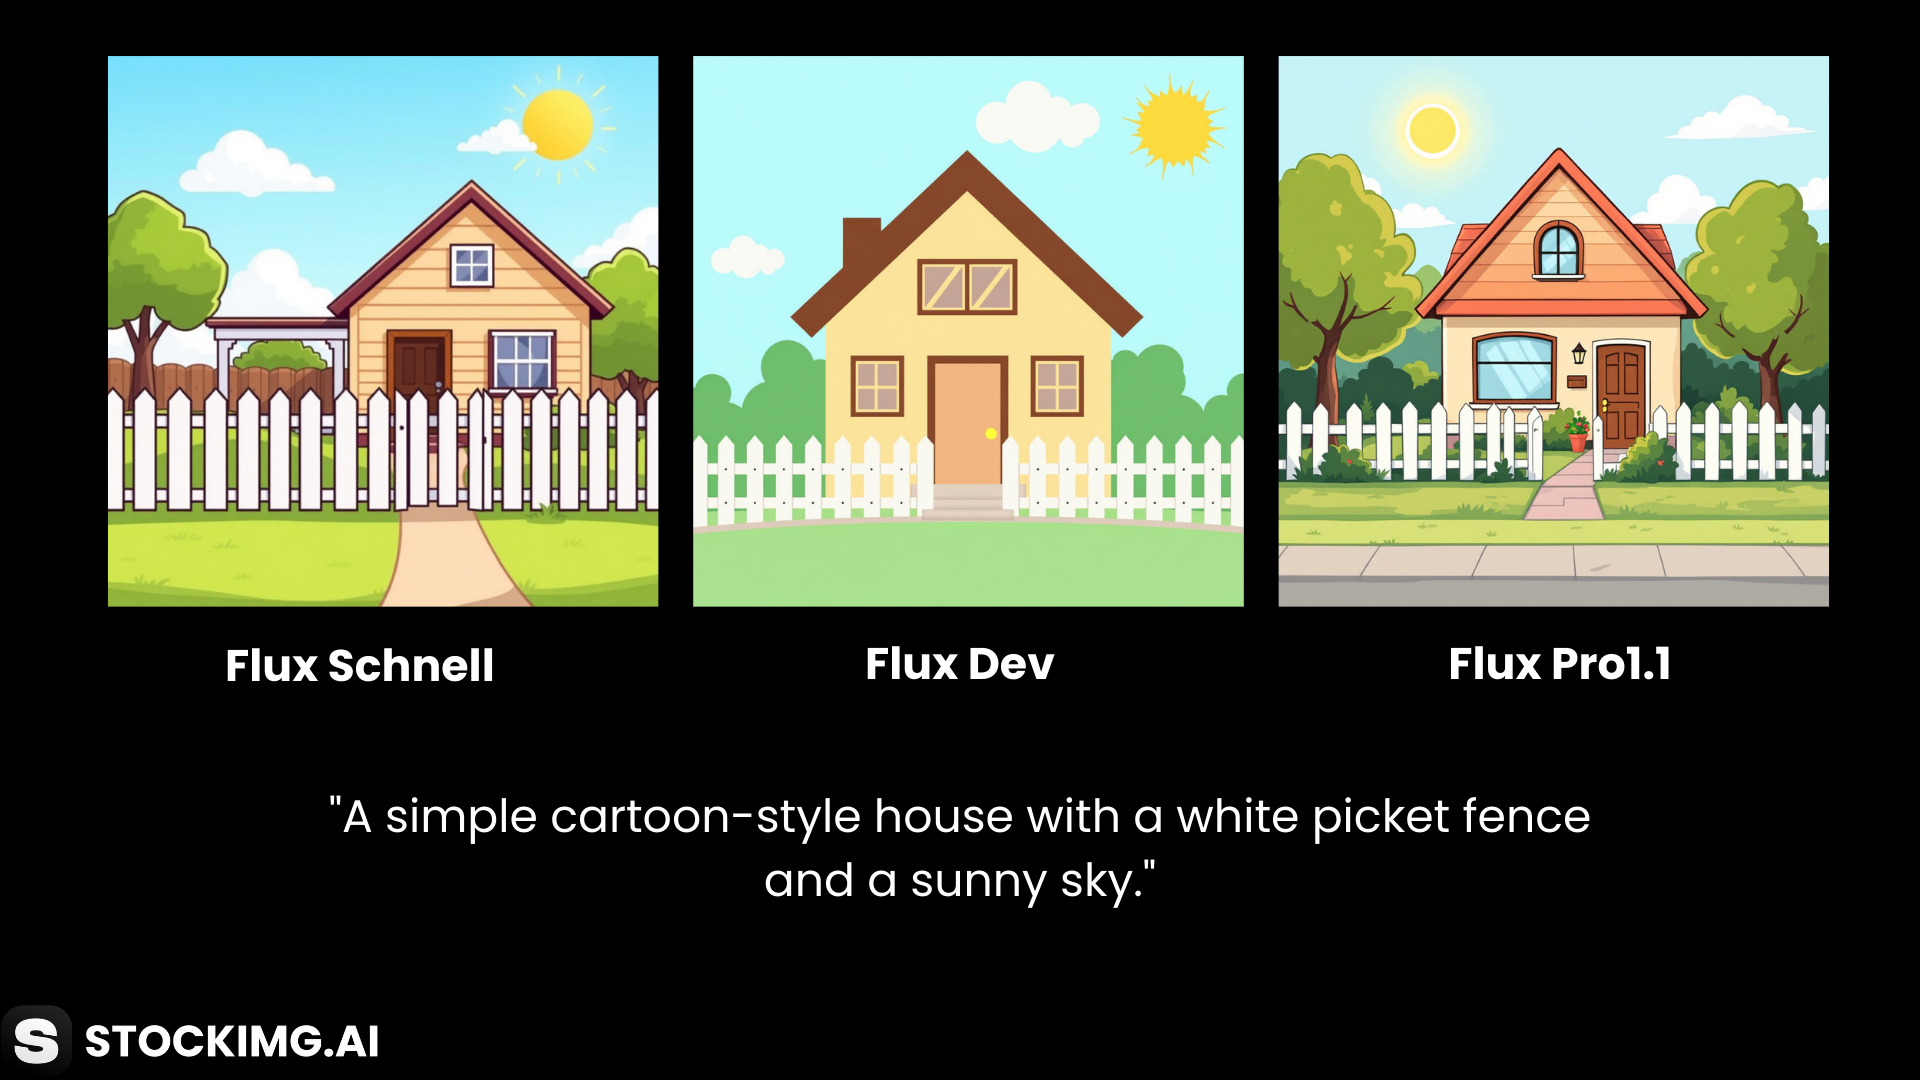 Flux Schnell
Flux Dev
Flux Pro1.1
"A simple cartoon-style house with a white picket fence
and a sunny sky."
S STOCKIMG.AI